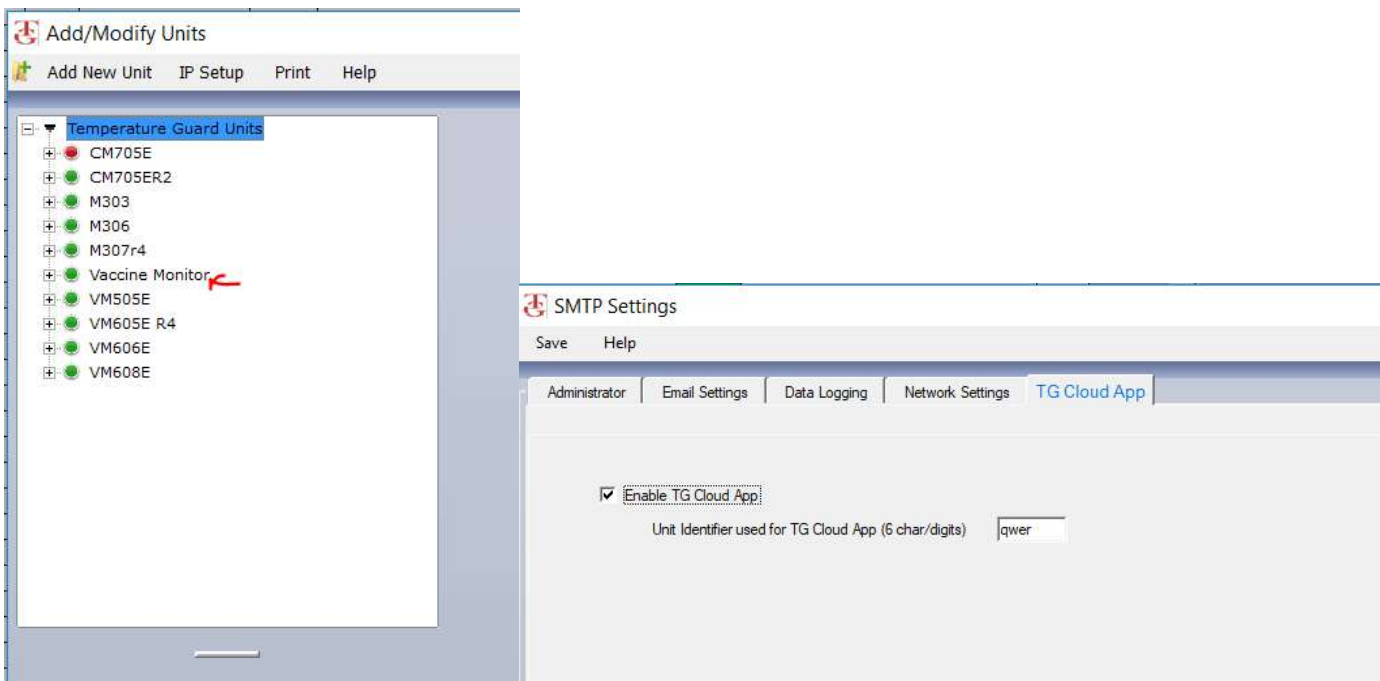 Add/Modify Units
Add New Unit IP Setup Print Help
Temperature Guard Units
CM705E
CM705ER2
M303
M306
M307r4
Vaccine Monitor
VM505E
VM605E R4
VM606E
VM608E
SMTP Settings
Save Help
Administrator Email Settings Data Logging Network Settings TG Cloud App
Enable TG Cloud App
Unit Identifier used for TG Cloud App (6 char/digits) qwer